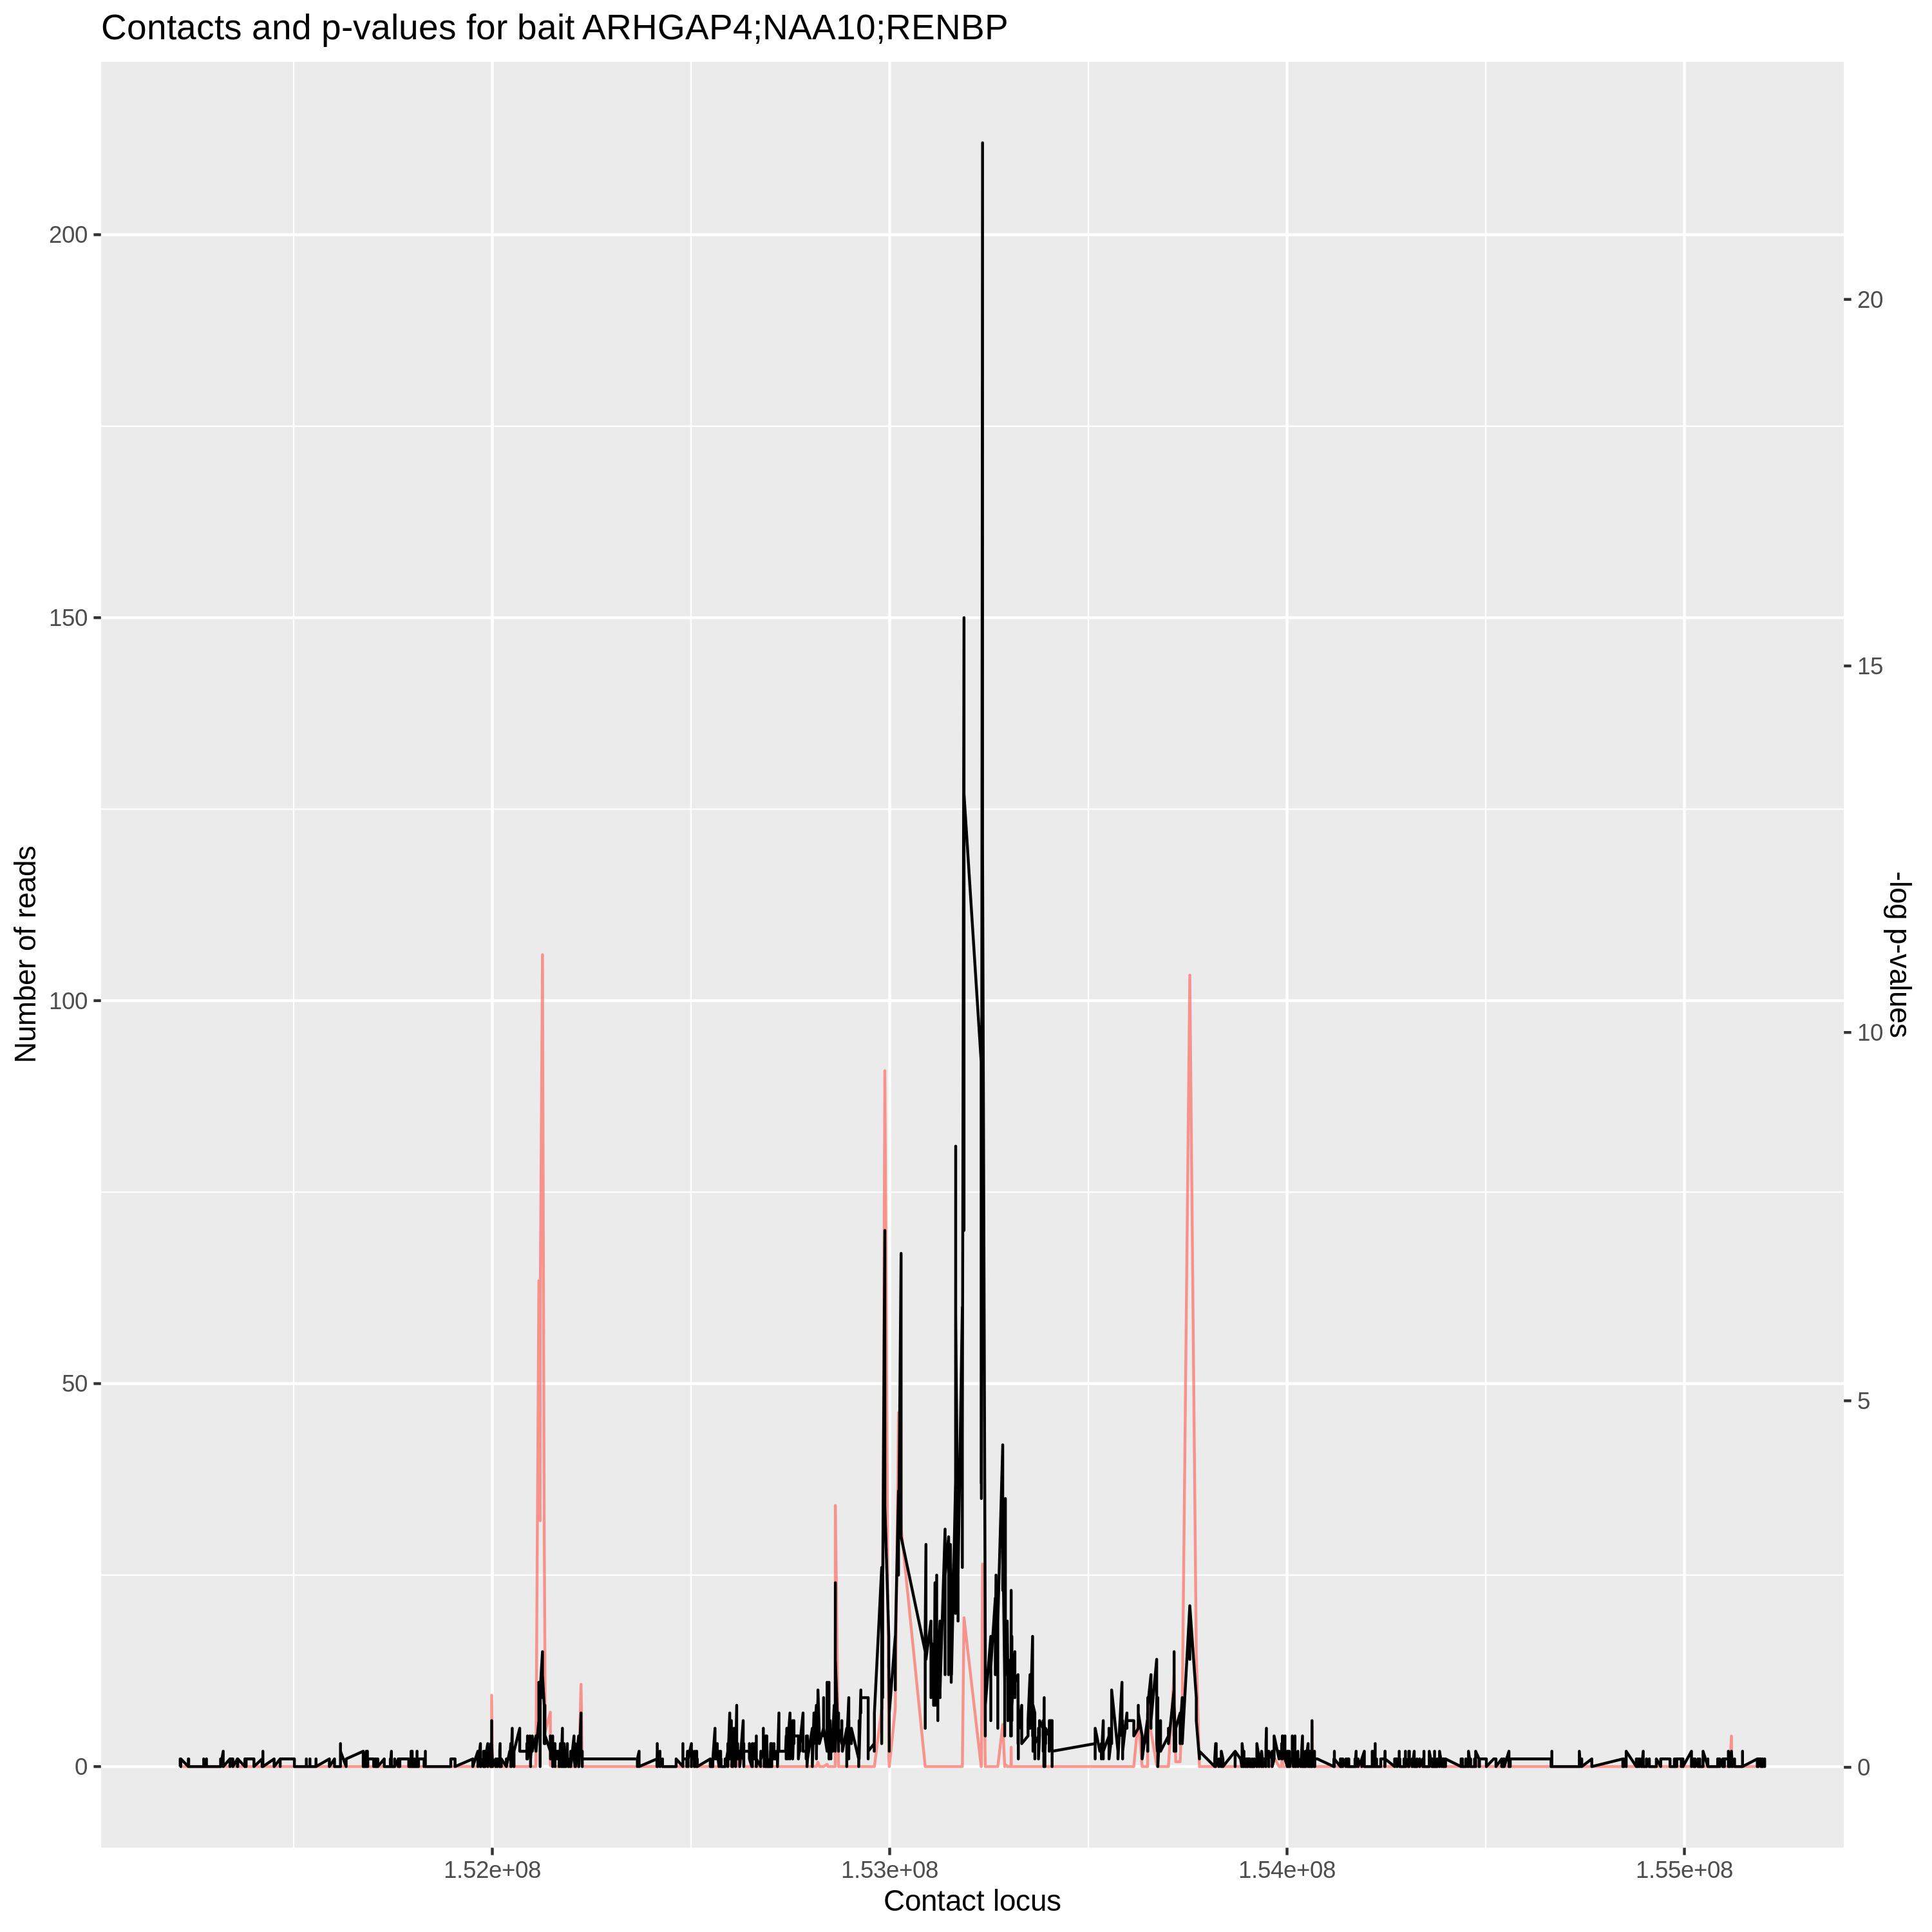 Contacts and p-values for bait ARHGAP4;NAA10;RENBP
200
150
100
50
0
Number of reads
20
15
10
5
0
-log p-values
1.52e+08 1.53e+08 1.54e+08 1.55e+08
Contact locus